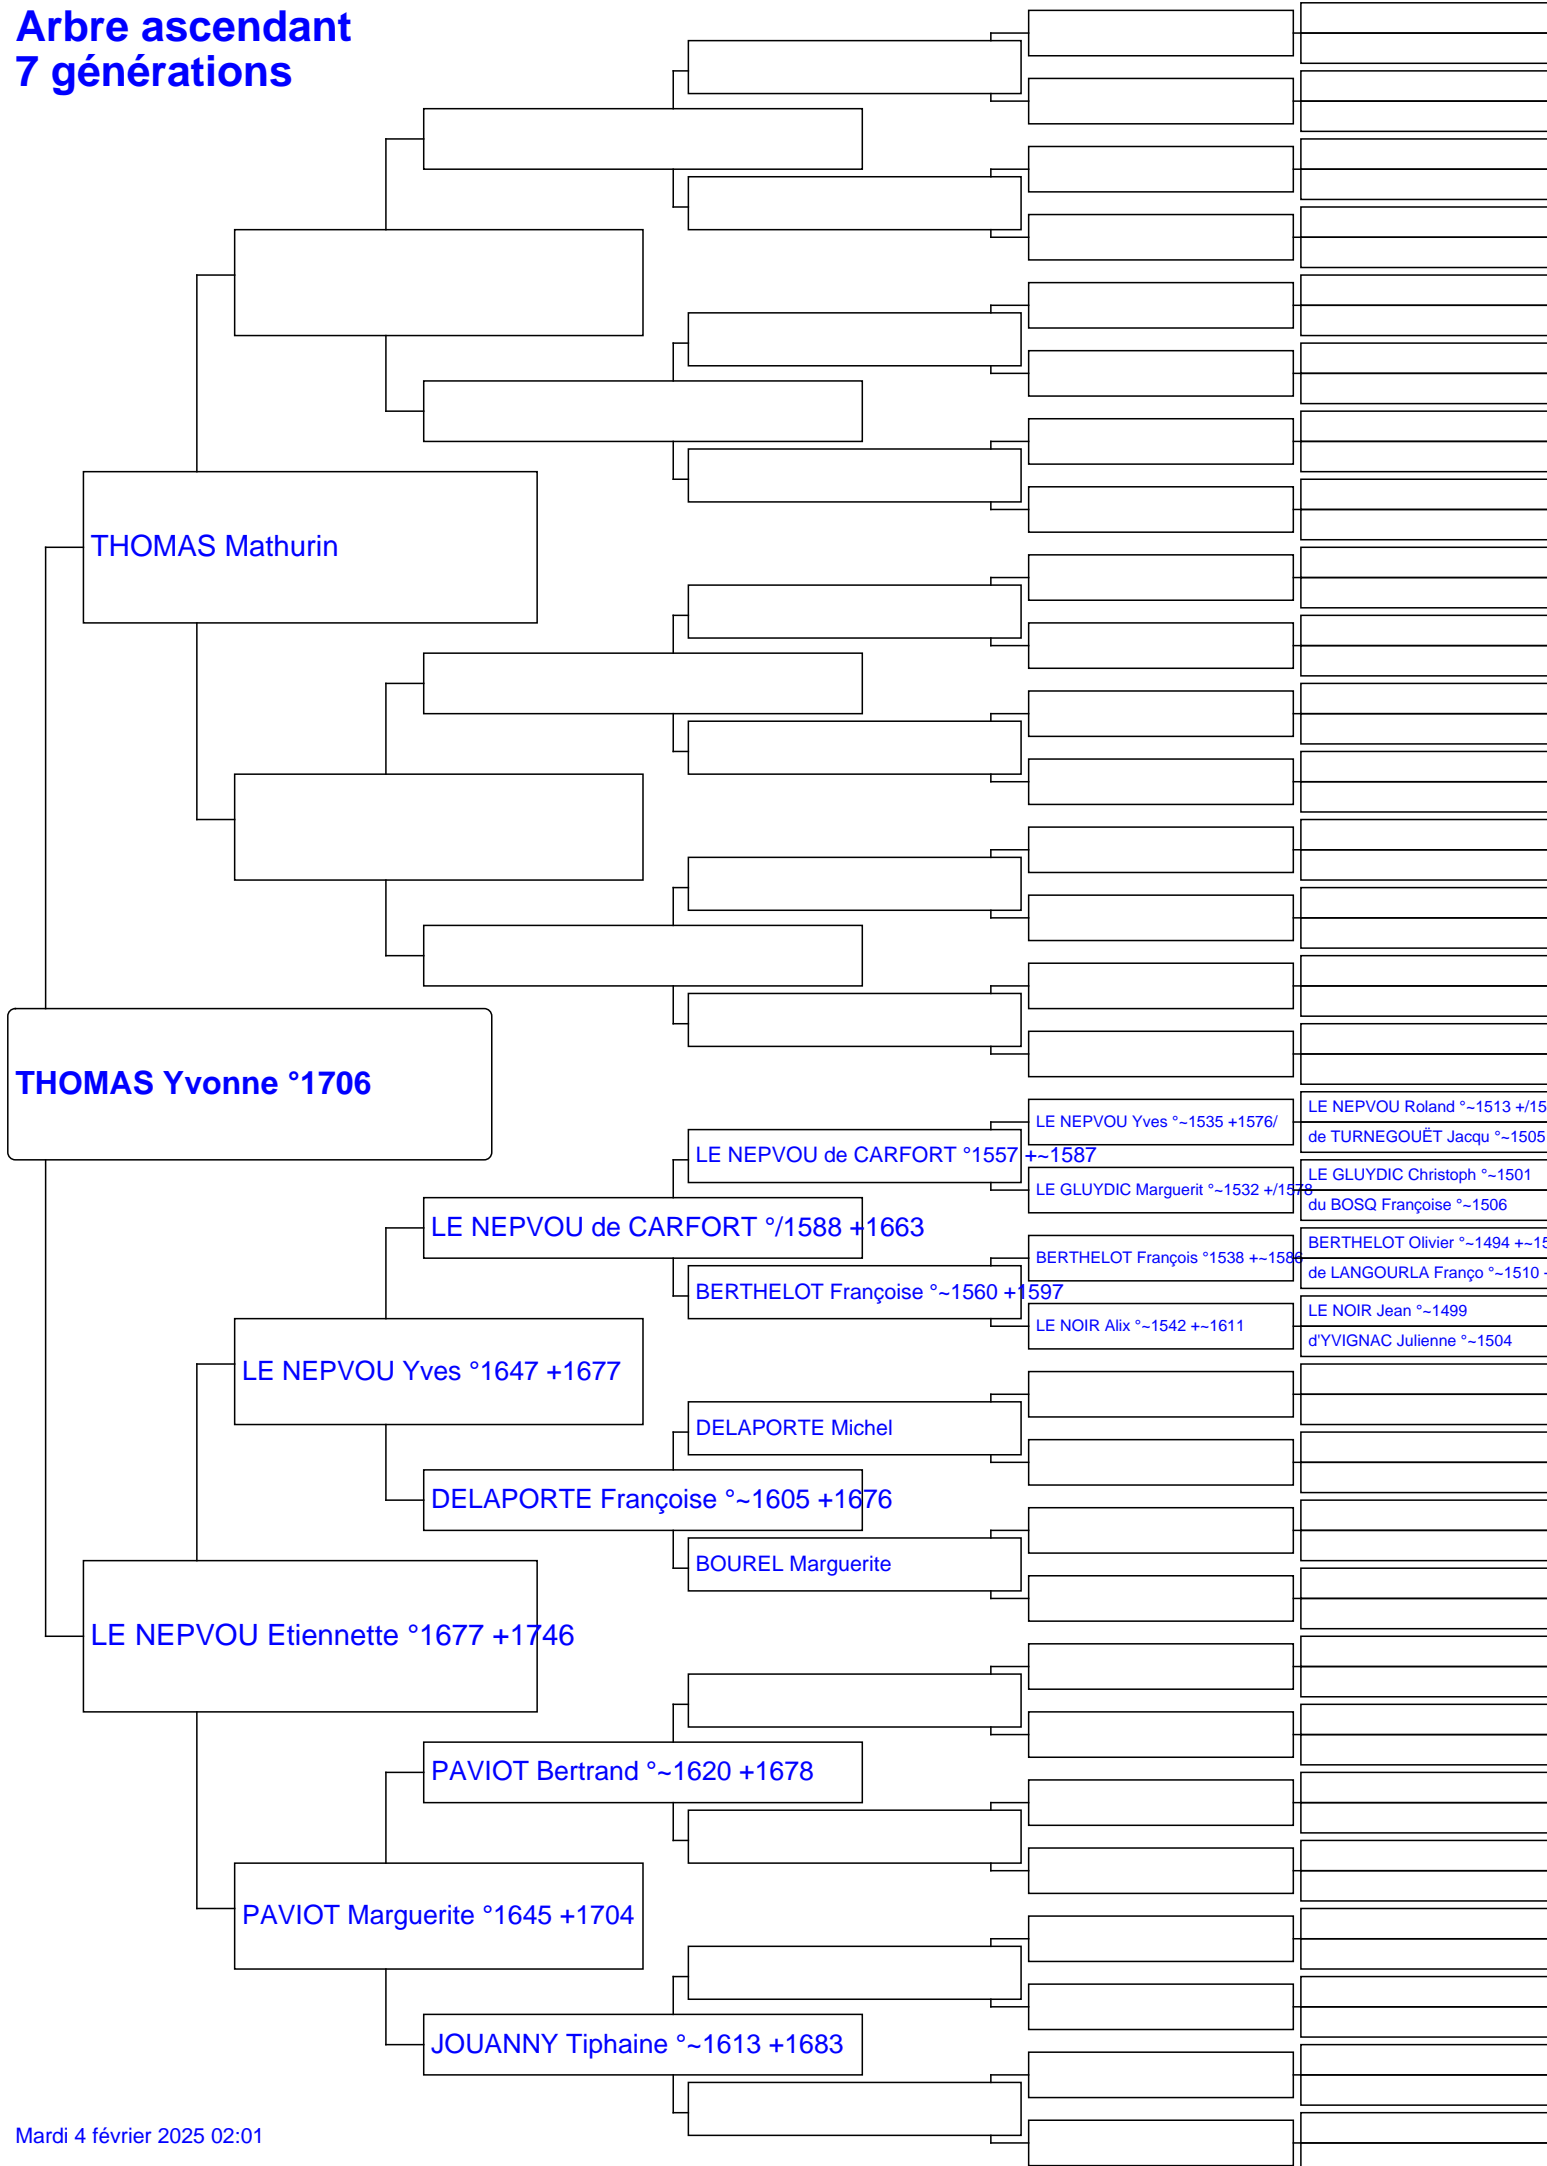 Arbre ascendant
7 générations
THOMAS Mathurin
THOMAS Yvonne °1706
LE NEPVOU Yves °~1535 +1576/
LE NEPVOU Roland °~1513 +/15
de TURNEGOUËT Jacqu °~1505
LE NEPVOU de CARFORT °1557 +~1587
LE GLUYDIC Marguerit °~1532 +/1578
LE GLUYDIC Christoph °~1501
du BOSQ Françoise °~1506
LE NEPVOU de CARFORT °/1588 +1663
BERTHELOT François °1538 +~1586
BERTHELOT Olivier °~1494 +~15
de LANGOURLA Franço °~1510
BERTHELOT Françoise °~1560 +1597
LE NOIR Alix °~1542 +~1611
LE NOIR Jean °~1499
d'YVIGNAC Julienne °~1504
LE NEPVOU Yves °1647 +1677
DELAPORTE Michel
DELAPORTE Françoise °~1605 +1676
BOUREL Marguerite
LE NEPVOU Etiennette °1677 +1746
PAVIOT Bertrand °~1620 +1678
PAVIOT Marguerite °1645 +1704
JOUANNY Tiphaine °~1613 +1683
Mardi 4 février 2025 02:01